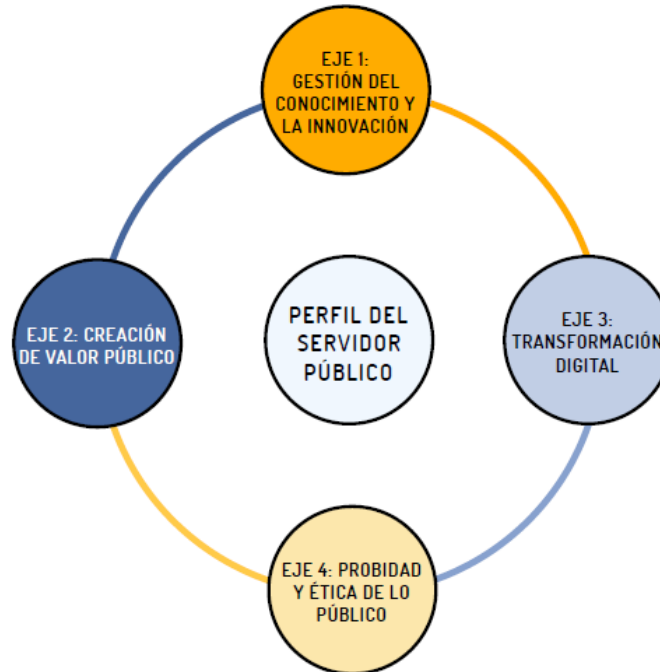 EJE 1:
GESTIÓN DEL
CONOCIMIENTO Y
LA INNOVACIÓN
EJE 2: CREACIÓN
DE VALOR PÚBLICO
PERFIL DEL
SERVIDOR
PÚBLICO
EJE 3:
TRANSFORMACIÓN
DIGITAL
EJE 4: PROBIDAD
Y ÉTICA DE LO
PÚBLICO